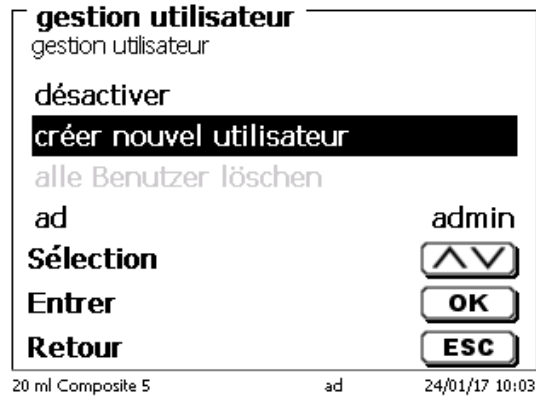 gestion utilisateur
gestion utilisateur
désactiver
créer nouvel utilisateur
alle Benutzer löschen
ad admin
Sélection
Entrer OK
Retour ESC
20 ml Composite 5 ad 24/01/17 10:03